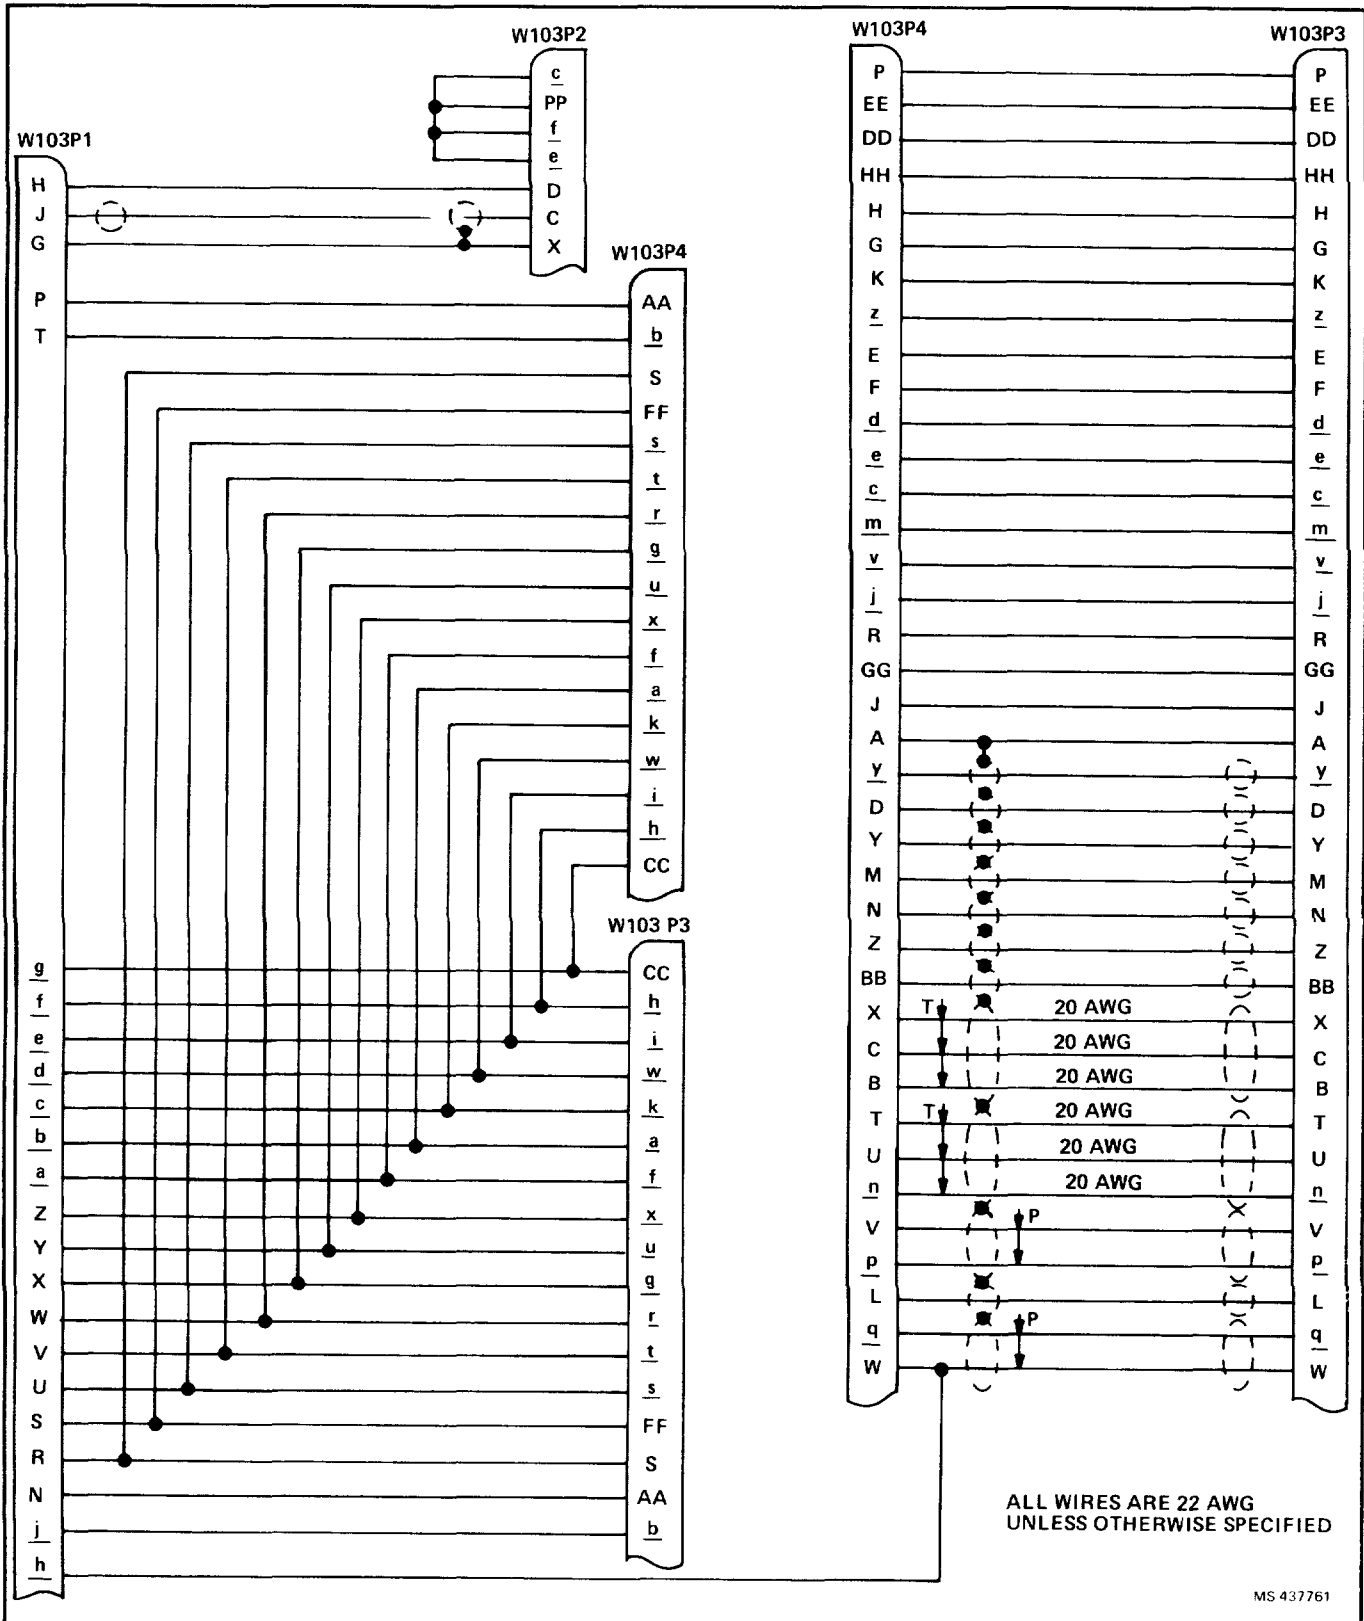 W103P2
c
PP
f
e
D
C
X
W103P1
H
J
G
P
T
W103P4
AA
b
S
FF
s
t
r
g
u
x
f
a
k
w
i
h
CC
W103 P3
g
f
e
d
c
b
a
Z
Y
X
W
V
U
S
R
N
j
h
CC
h
i
w
k
a
f
x
u
g
r
t
s
FF
S
AA
b
W103P4
W103P3
P P
EE EE
DD DD
HH HH
H H
G G
K K
z z
E E
F F
d d
e e
c c
m m
v v
j j
R R
GG GG
J J
A A
y y
D D
Y Y
M M
N N
Z Z
BB BB
X T 20 AWG X
C 20 AWG C
B 20 AWG B
T T 20 AWG T
U 20 AWG U
n 20 AWG n
V P V
p p
L L
q P q
W W
ALL WIRES ARE 22 AWG
UNLESS OTHERWISE SPECIFIED
MS 437761